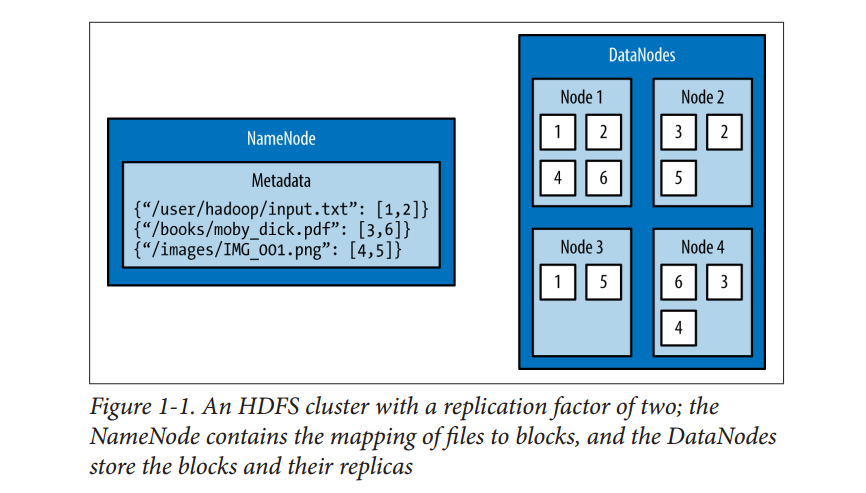 NameNode
Metadata
{“/user/hadoop/input.txt”: [1,2]}
{“/books/moby_dick.pdf”: [3,6]}
{“/images/IMG_001.png”: [4,5]}
DataNodes
Node 1
1 2
4 6
Node 2
3 2
5
Node 3
1 5
Node 4
6 3
4
Figure 1-1. An HDFS cluster with a replication factor of two; the
NameNode contains the mapping of files to blocks, and the DataNodes
store the blocks and their replicas